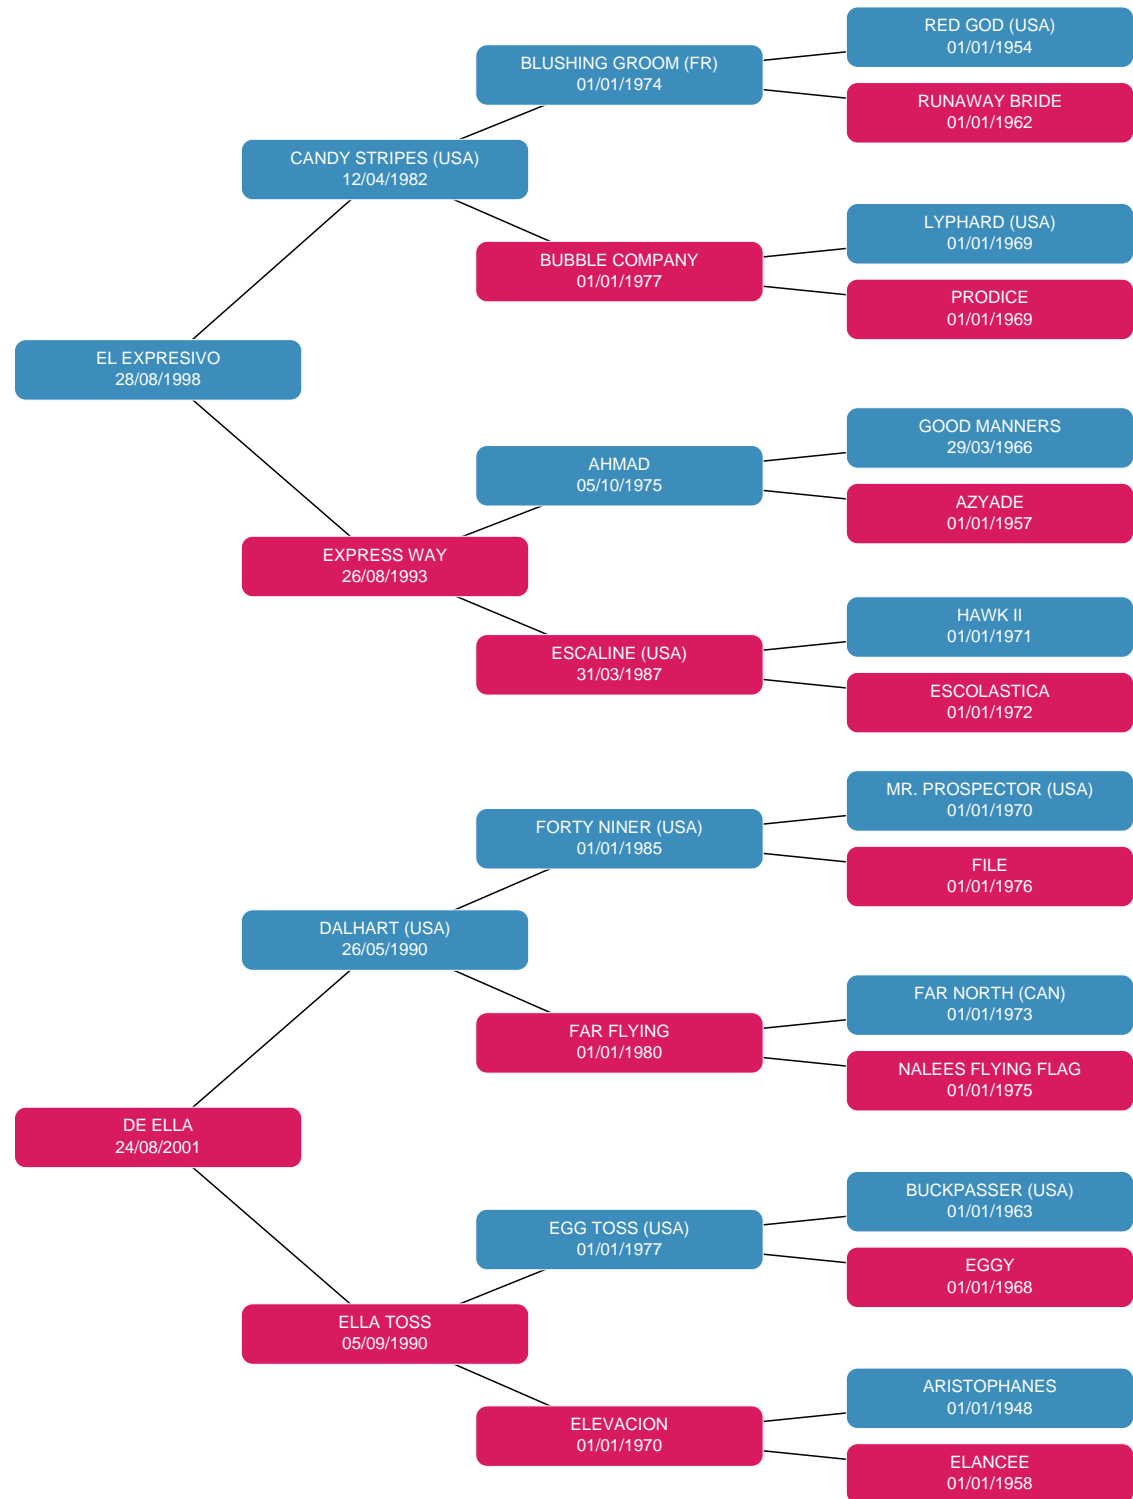 RED GOD (USA)
01/01/1954
BLUSHING GROOM (FR)
01/01/1974
RUNAWAY BRIDE
01/01/1962
CANDY STRIPES (USA)
12/04/1982
LYPHARD (USA)
01/01/1969
BUBBLE COMPANY
01/01/1977
PRODICE
01/01/1969
EL EXPRESIVO
28/08/1998
GOOD MANNERS
29/03/1966
AHMAD
05/10/1975
AZYADE
01/01/1957
EXPRESS WAY
26/08/1993
HAWK II
01/01/1971
ESCALINE (USA)
31/03/1987
ESCOLASTICA
01/01/1972
MR. PROSPECTOR (USA)
01/01/1970
FORTY NINER (USA)
01/01/1985
FILE
01/01/1976
DALHART (USA)
26/05/1990
FAR NORTH (CAN)
01/01/1973
FAR FLYING
01/01/1980
NALEES FLYING FLAG
01/01/1975
DE ELLA
24/08/2001
BUCKPASSER (USA)
01/01/1963
EGG TOSS (USA)
01/01/1977
EGGY
01/01/1968
ELLA TOSS
05/09/1990
ARISTOPHANES
01/01/1948
ELEVACION
01/01/1970
ELANCEE
01/01/1958